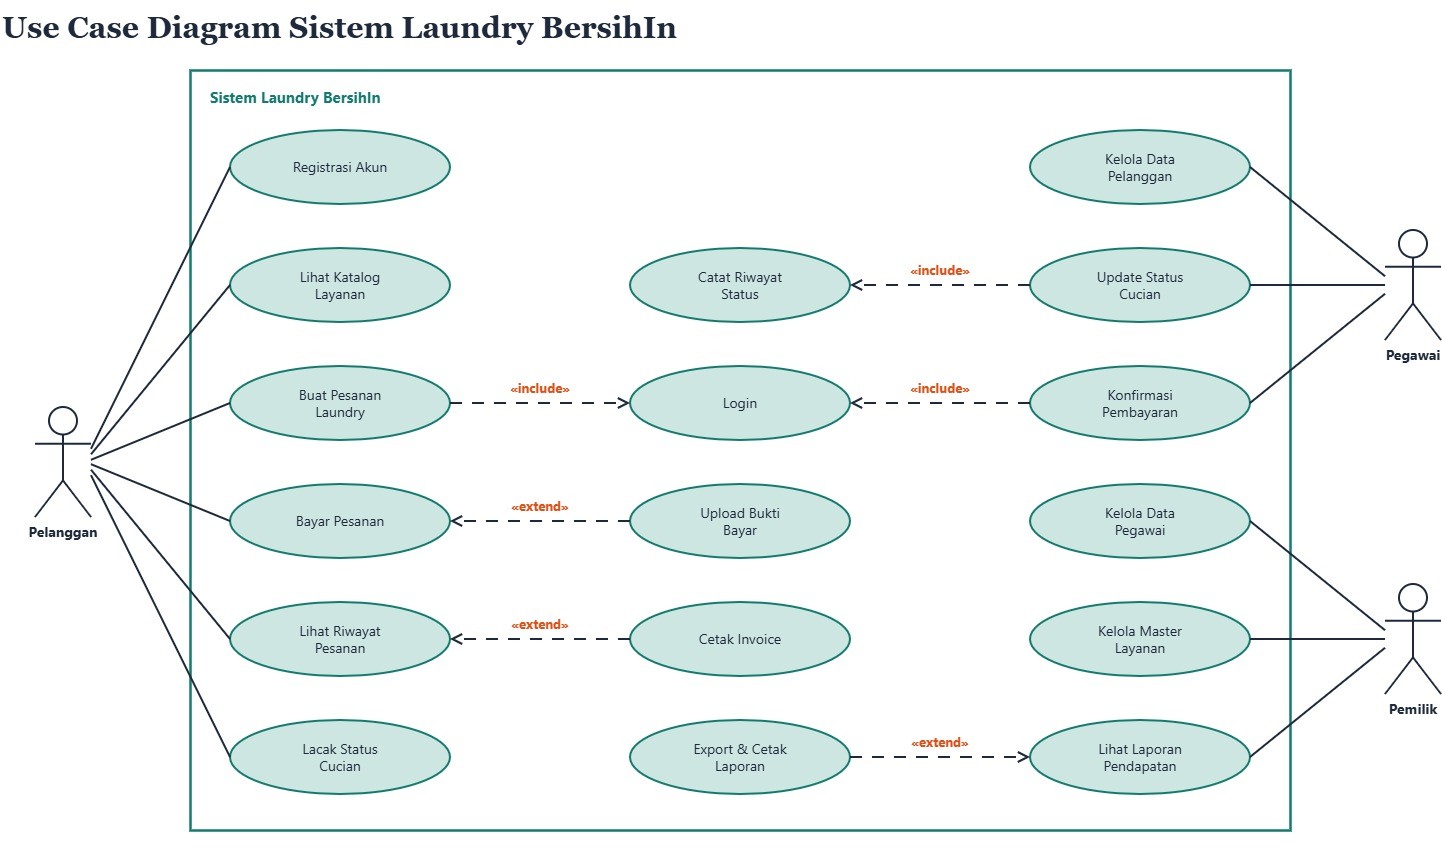 Use Case Diagram Sistem Laundry BersihIn
Sistem Laundry BersihIn
Registrasi Akun
Kelola Data
Pelanggan
Lihat Katalog
Layanan
Catat Riwayat
Status
«include»
Update Status
Cucian
Pegawai
Buat Pesanan
Laundry
«include»
Login
«include»
Konfirmasi
Pembayaran
Pelanggan
Bayar Pesanan
«extend»
Upload Bukti
Bayar
Kelola Data
Pegawai
Lihat Riwayat
Pesanan
«extend»
Cetak Invoice
Kelola Master
Layanan
Pemilik
Lacak Status
Cucian
Export & Cetak
Laporan
«extend»
Lihat Laporan
Pendapatan